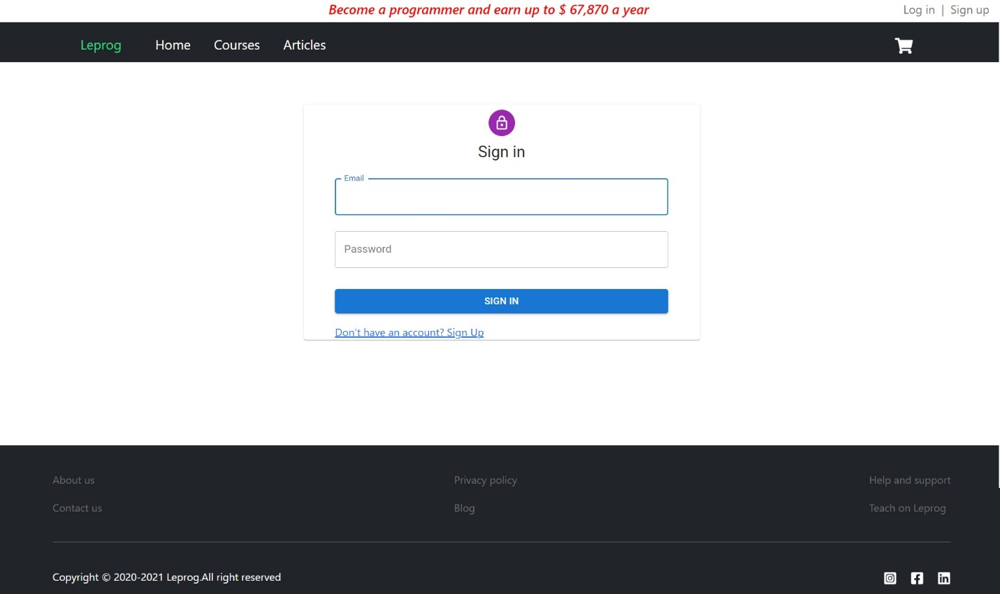 Become a programmer and earn up to $ 67,870 a year
Log in | Sign up
Leprog Home Courses Articles
Sign in
Email
Password
SIGN IN
Don't have an account? Sign Up
About us Privacy policy Help and support
Contact us Blog Teach on Leprog
Copyright © 2020-2021 Leprog.All right reserved